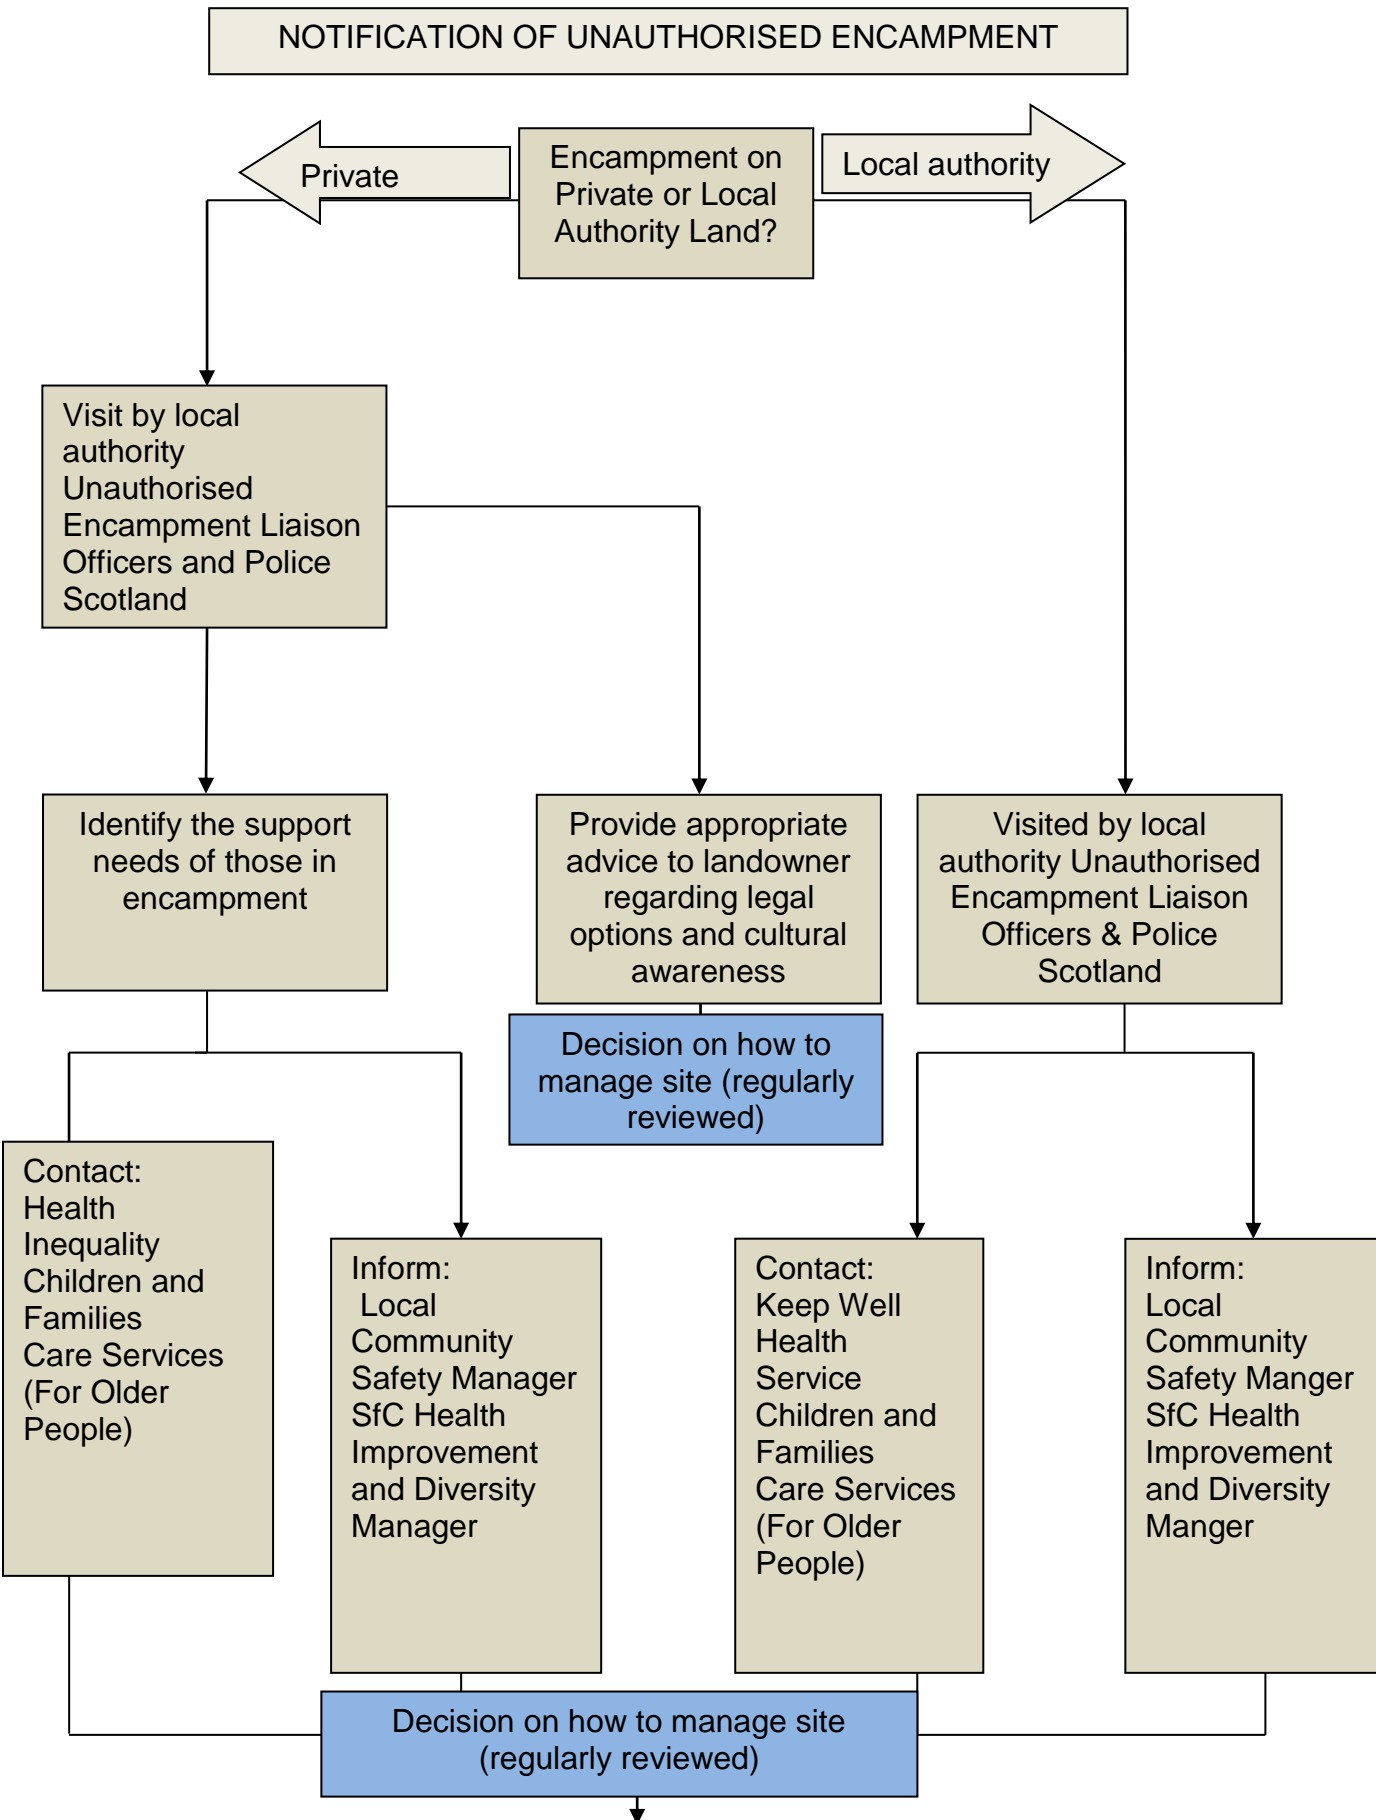 NOTIFICATION OF UNAUTHORISED ENCAMPMENT
Private
Encampment on
Private or Local
Authority Land?
Local authority
Visit by local
authority
Unauthorised
Encampment Liaison
Officers and Police
Scotland
Identify the support
needs of those in
encampment
Provide appropriate
advice to landowner
regarding legal
options and cultural
awareness
Visited by local
authority Unauthorised
Encampment Liaison
Officers & Police
Scotland
Decision on how to
manage site (regularly
reviewed)
Contact:
Health
Inequality
Children and
Families
Care Services
(For Older
People)
Inform:
Local
Community
Safety Manager
SfC Health
Improvement
and Diversity
Manager
Contact:
Keep Well
Health
Service
Children and
Families
Care Services
(For Older
People)
Inform:
Local
Community
Safety Manger
SfC Health
Improvement
and Diversity
Manger
Decision on how to manage site
(regularly reviewed)